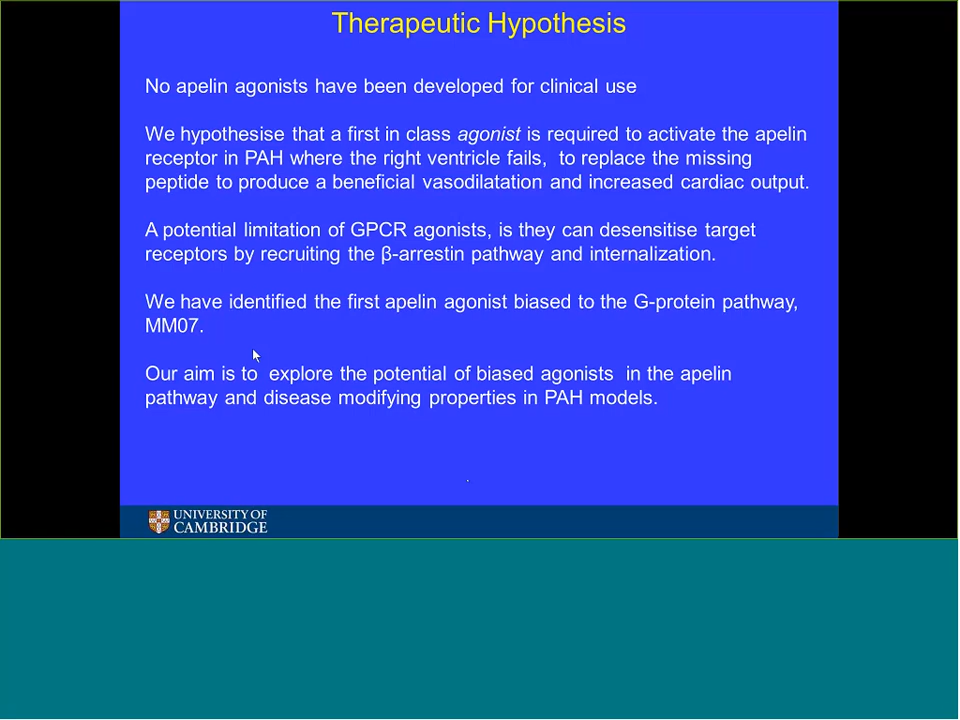 Therapeutic Hypothesis
No apelin agonists have been developed for clinical use
We hypothesise that a first in class agonist is required to activate the apelin
receptor in PAH where the right ventricle fails,  to replace the missing
peptide to produce a beneficial vasodilatation and increased cardiac output.
A potential limitation of GPCR agonists, is they can desensitise target
receptors by recruiting the β-arrestin pathway and internalization.
We have identified the first apelin agonist biased to the G-protein pathway,
MM07.
Our aim is to  explore the potential of biased agonists  in the apelin
pathway and disease modifying properties in PAH models.
.
UNIVERSITY OF
CAMBRIDGE